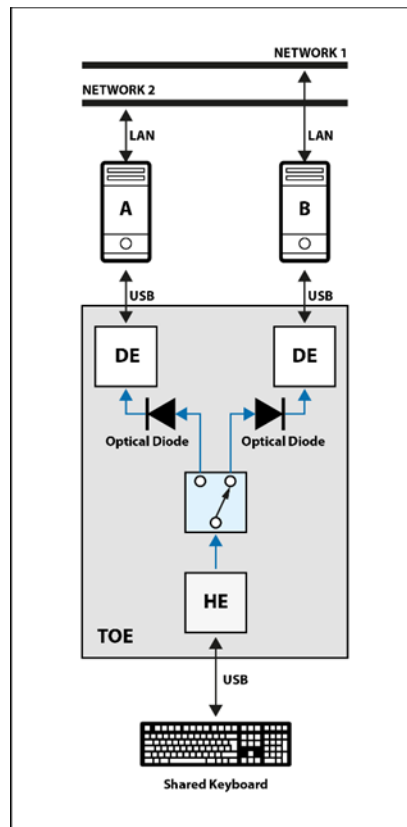 NETWORK 1
NETWORK 2
LAN
LAN
A
B
USB
USB
DE
DE
Optical Diode
Optical Diode
HE
TOE
USB
Shared Keyboard